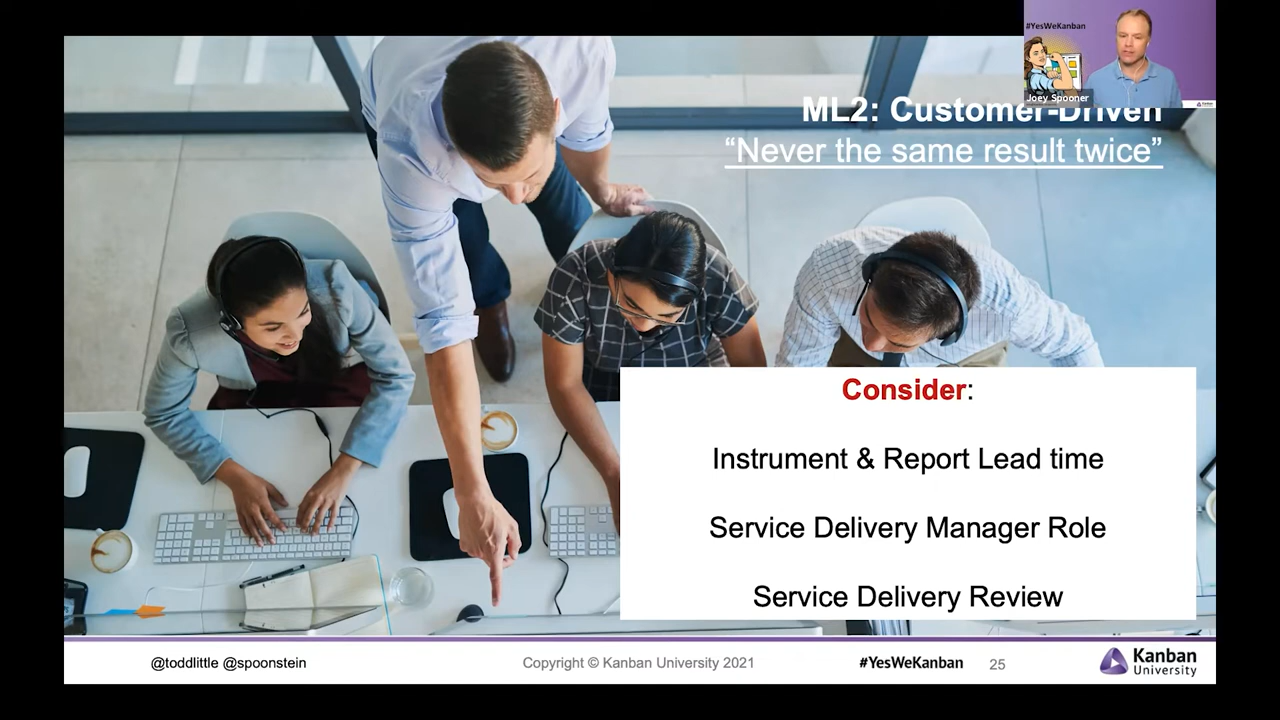 #YesWeKanban
Joey Spooner
ML2: Customer-Driven
“Never the same result twice”
Consider:
Instrument & Report Lead time
Service Delivery Manager Role
Service Delivery Review
@toddlittle @spoonstein
Copyright © Kanban University 2021
#YesWeKanban
25
Kanban
University